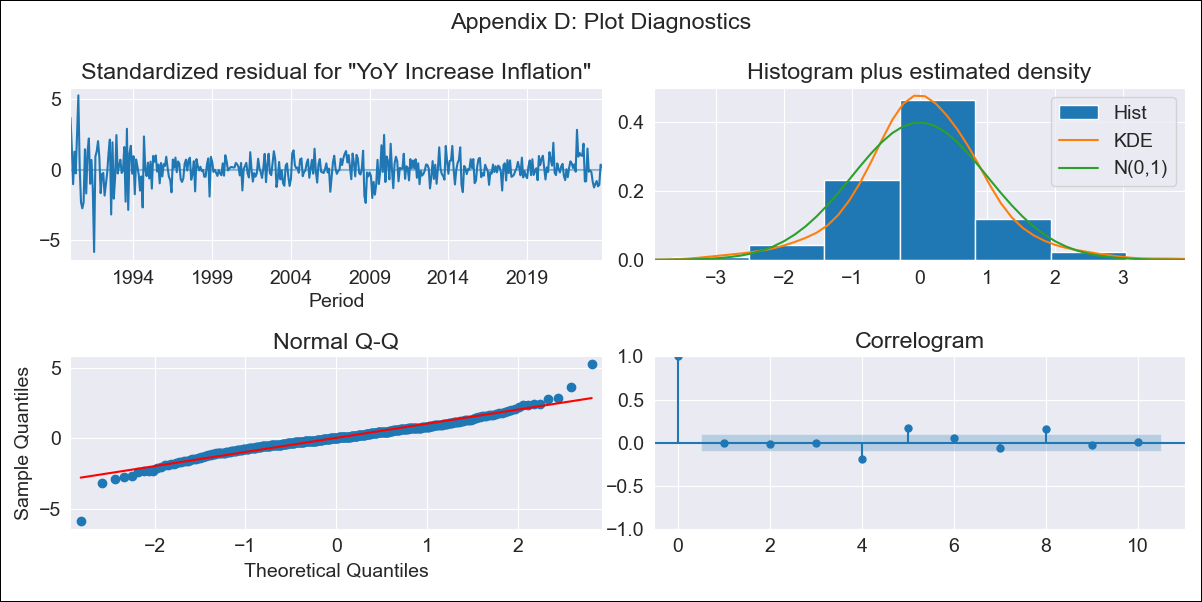 Appendix D: Plot Diagnostics
Standardized residual for "YoY Increase Inflation"
5
0
−5
1994 1999 2004 2009 2014 2019
Period
Histogram plus estimated density
Hist
KDE
N(0,1)
0.4
0.2
0.0
−3 −2 −1 0 1 2 3
Normal Q-Q
Sample Quantiles
5
0
−5
−2 −1 0 1 2
Theoretical Quantiles
Correlogram
1.0
0.5
0.0
−0.5
−1.0
0 2 4 6 8 10